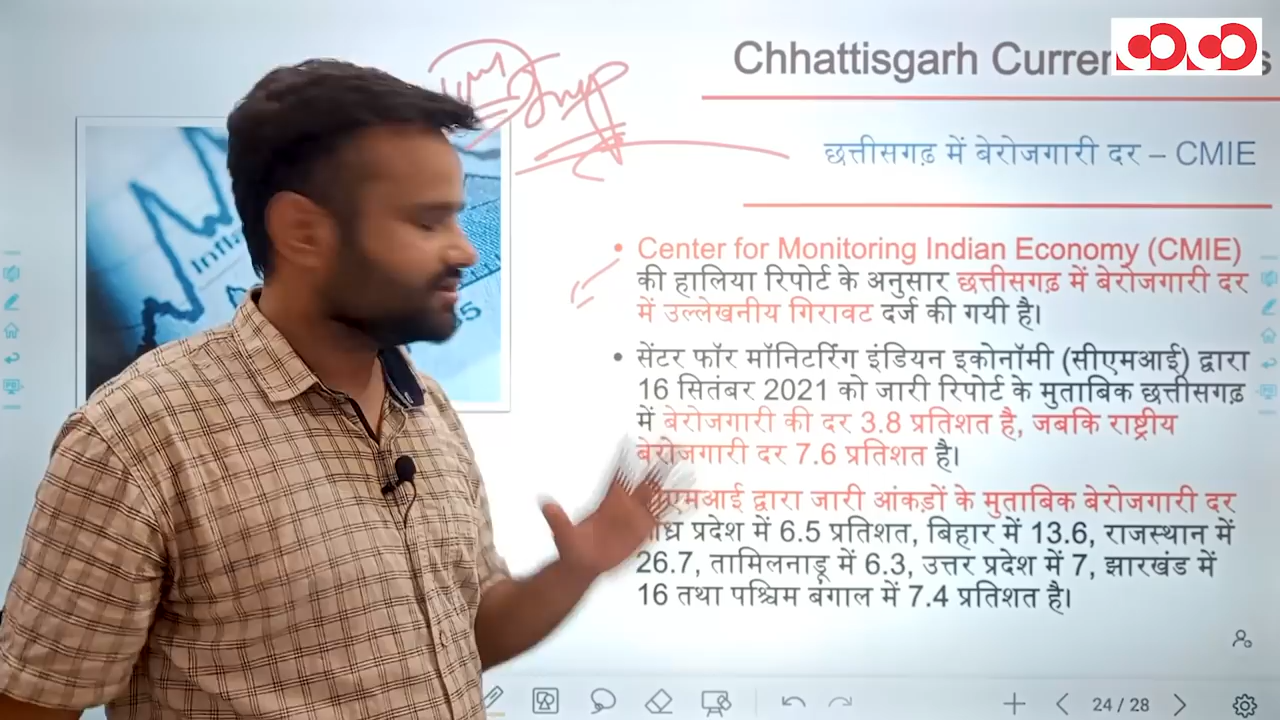 Chhattisgarh Curren
छत्तीसगढ़ में बेरोजगारी दर – CMIE
• Center for Monitoring Indian Economy (CMIE)
की हालिया रिपोर्ट के अनुसार छत्तीसगढ़ में बेरोजगारी दर
में उल्लेखनीय गिरावट दर्ज की गयी है।
• सेंटर फॉर मॉनिटरिंग इंडियन इकोनॉमी (सीएमआई) द्वारा
16 सितंबर 2021 को जारी रिपोर्ट के मुताबिक छत्तीसगढ़
में बेरोजगारी की दर 3.8 प्रतिशत है, जबकि राष्ट्रीय
बेरोजगारी दर 7.6 प्रतिशत है।
द्वारा जारी आंकड़ों के मुताबिक बेरोजगारी दर
प्रदेश में 6.5 प्रतिशत, बिहार में 13.6, राजस्थान में
26.7, तामिलनाडू में 6.3, उत्तर प्रदेश में 7, झारखंड में
16 तथा पश्चिम बंगाल में 7.4 प्रतिशत है।
24 / 28